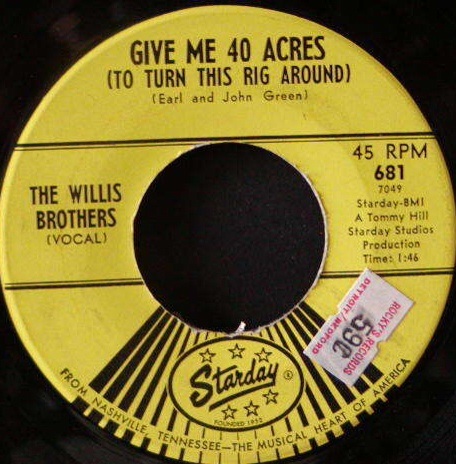 GIVE ME 40 ACRES
(TO TURN THIS RIG AROUND)
(Earl and John Green)
THE WILLIS
BROTHERS
(VOCAL)
45 RPM
681
7049
Starday-BMI
A Tommy Hill
Starday Studios
Production
Time: 1:46
ROCKY'S RECORDS
59¢
DETROIT/REDFORD
Starday
FOUNDED 1952
FROM NASHVILLE, TENNESSEE—THE MUSICAL HEART OF AMERICA